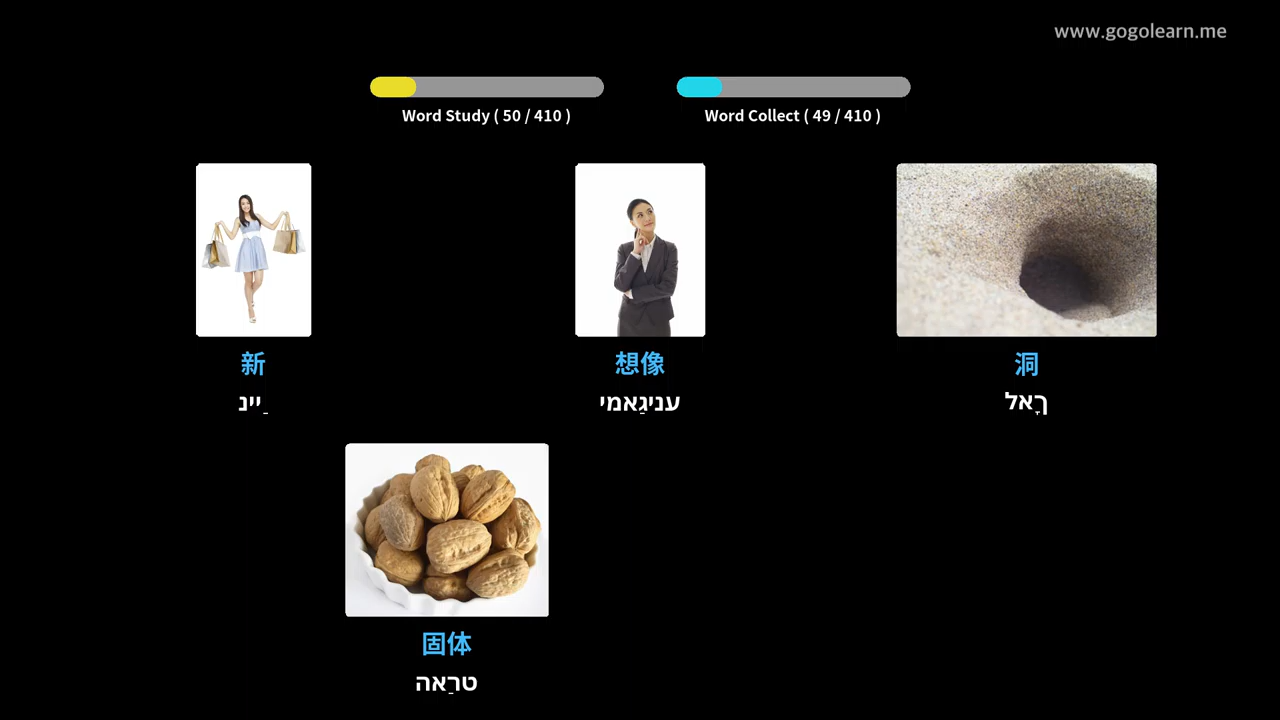 www.gogolearn.me
Word Study ( 50 / 410 )
Word Collect ( 49 / 410 )
新
ַיינ
想像
עניגַאמי
洞
ךָאל
固体
טרַאה